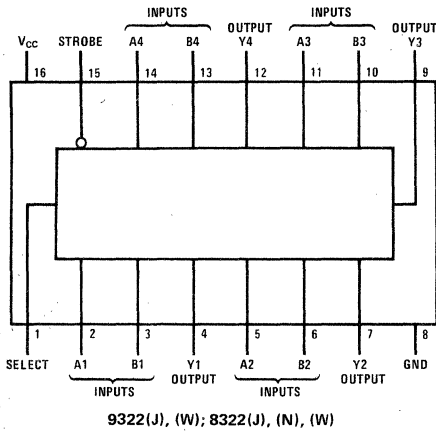 INPUTS INPUTS
OUTPUT OUTPUT
VCC STROBE A4 B4 Y4 A3 B3 Y3
16 15 14 13 12 11 10 9
1 2 3 4 5 6 7 8
SELECT A1 B1 Y1 A2 B2 Y2 GND
OUTPUT OUTPUT
INPUTS INPUTS
9322(J), (W); 8322(J), (N), (W)